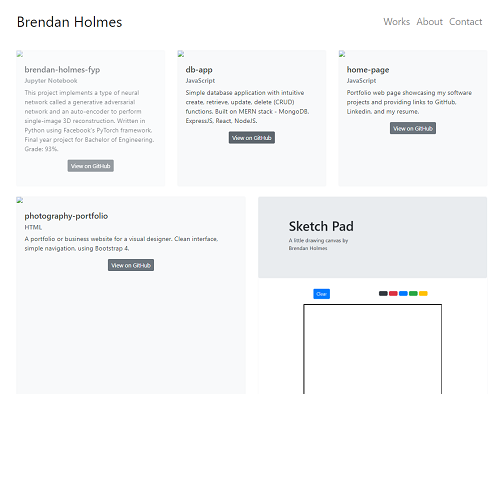 Brendan Holmes
Works About Contact
brendan-holmes-fyp
Jupyter Notebook
This project implements a type of neural
network called a generative adversarial
network and an auto-encoder to perform
single-image 3D reconstruction. Written in
Python using Facebook's PyTorch framework.
Final year project for Bachelor of Engineering.
Grade: 93%.
View on GitHub
db-app
JavaScript
Simple database application with intuitive
create, retrieve, update, delete (CRUD)
functions. Built on MERN stack - MongoDB,
ExpressJS, React, NodeJS.
View on GitHub
home-page
JavaScript
Portfolio web page showcasing my software
projects and providing links to GitHub,
Linkedin, and my resume.
View on GitHub
photography-portfolio
HTML
A portfolio or business website for a visual designer. Clean interface,
simple navigation, using Bootstrap 4.
View on GitHub
Sketch Pad
A little drawing canvas by
Brendan Holmes
Clear